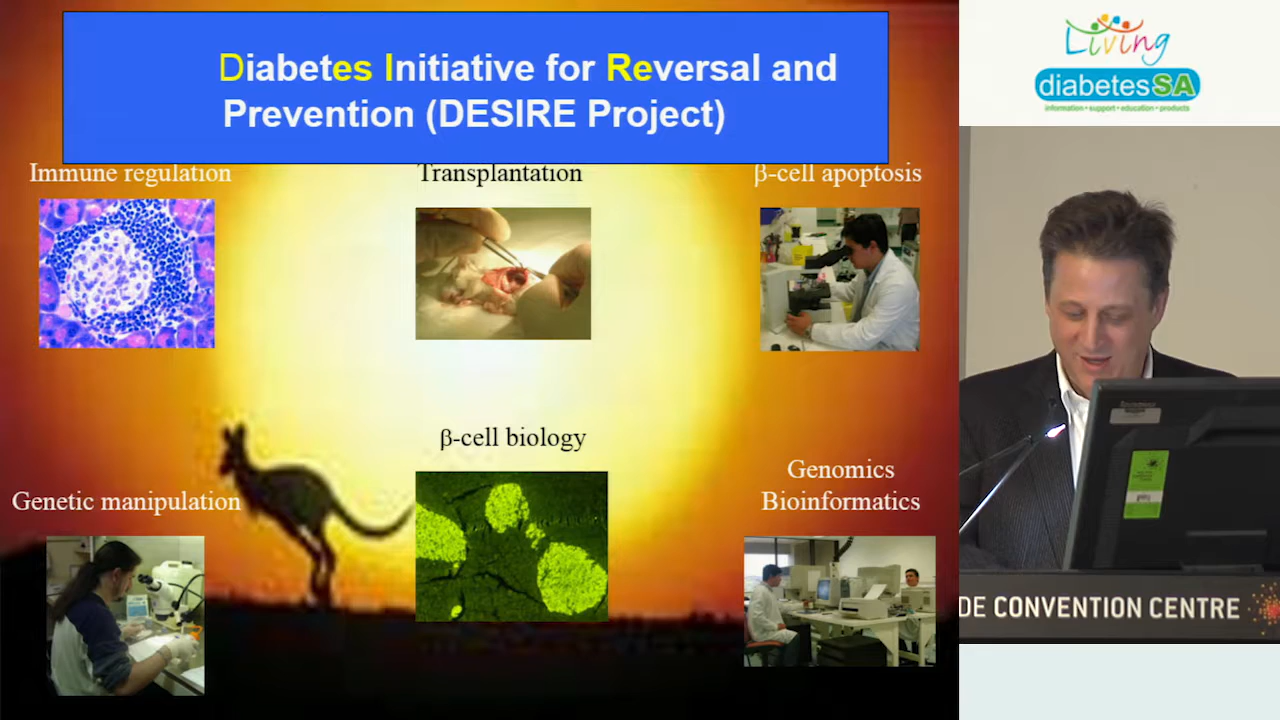 Diabetes Initiative for Reversal and
Prevention (DESIRE Project)
Immune regulation
Transplantation
β-cell apoptosis
β-cell biology
Genetic manipulation
Genomics
Bioinformatics
Living
diabetesSA
information • support • education • products
DE CONVENTION CENTRE